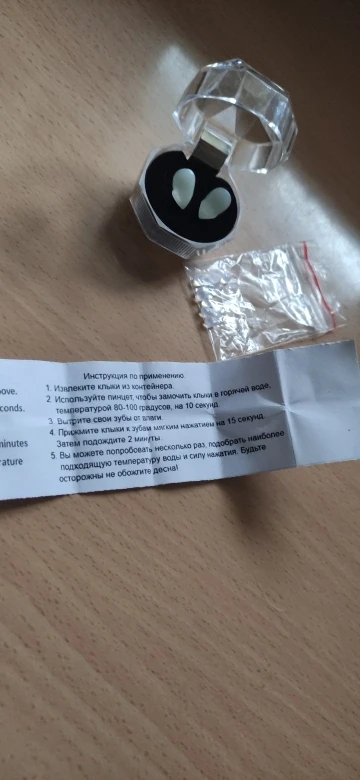 ove.
conds.
minutes
rature
Инструкция по применению
1. Извлеките клыки из контейнера.
2. Используйте пинцет, чтобы замочить клыки в горячей воде,
температурой 80-100 градусов, на 10 секунд.
3. Вытрите свои зубы от влаги.
4. Прижмите клыки к зубам мягким нажатием на 15 секунд.
Затем подождите 2 минуты.
5. Вы можете попробовать несколько раз, подобрать наиболее
подходящую температуру воды и силу нажатия. Будьте
осторожны не обожгите десна!